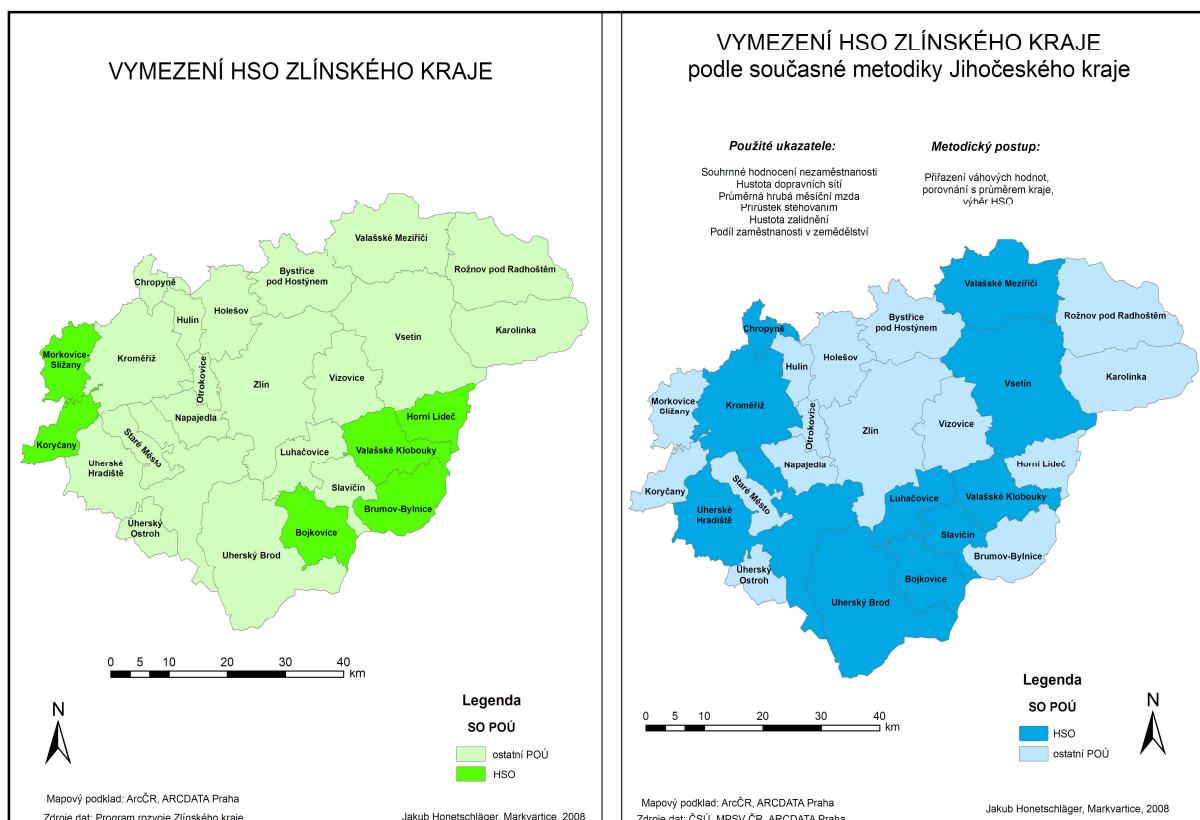 VYMEZENÍ HSO ZLÍNSKÉHO KRAJE
Valašské Meziříčí
Rožnov pod Radhoštěm
Bystřice
pod Hostýnem
Chropyně
Holešov
Hulín
Karolinka
Vsetín
Morkovice-
Slížany
Kroměříž
Otrokovice
Zlín
Vizovice
Napajedla
Horní Lideč
Koryčany
Staré Město
Luhačovice
Valašské Klobouky
Uherské
Hradiště
Slavičín
Brumov-Bylnice
Uherský
Ostroh
Bojkovice
Uherský Brod
0 5 10 20 30 40
km
N
Legenda
SO POÚ
ostatní POÚ
HSO
Mapový podklad: ArcČR, ARCDATA Praha
Zdroje dat: Program rozvoje Zlínského kraje
Jakub Honetschläger, Markvartice, 2008
VYMEZENÍ HSO ZLÍNSKÉHO KRAJE
podle současné metodiky Jihočeského kraje
Použité ukazatele:
Souhrnné hodnocení nezaměstnanosti
Hustota dopravních sítí
Průměrná hrubá měsíční mzda
Přírůstek stěhováním
Hustota zalidnění
Podíl zaměstnanosti v zemědělství
Metodický postup:
Přiřazení váhových hodnot,
porovnání s průměrem kraje,
výběr HSO
Valašské Meziříčí
Rožnov pod Radhoštěm
Bystřice
pod Hostýnem
Chropyně
Holešov
Hulín
Karolinka
Vsetín
Morkovice
Slížany
Kroměříž
Otrokovice
Zlín
Vizovice
Napajedla
Horní Lideč
Koryčany
Staré Město
Luhačovice
Valašské Klobouky
Uherské
Hradiště
Slavičín
Brumov-Bylnice
Uherský
Ostroh
Bojkovice
Uherský Brod
0 5 10 20 30 40
km
Legenda
SO POÚ
HSO
ostatní POÚ
N
Mapový podklad: ArcČR, ARCDATA Praha
Zdroje dat: ČSÚ, MPSV ČR, ARCDATA Praha
Jakub Honetschläger, Markvartice, 2008